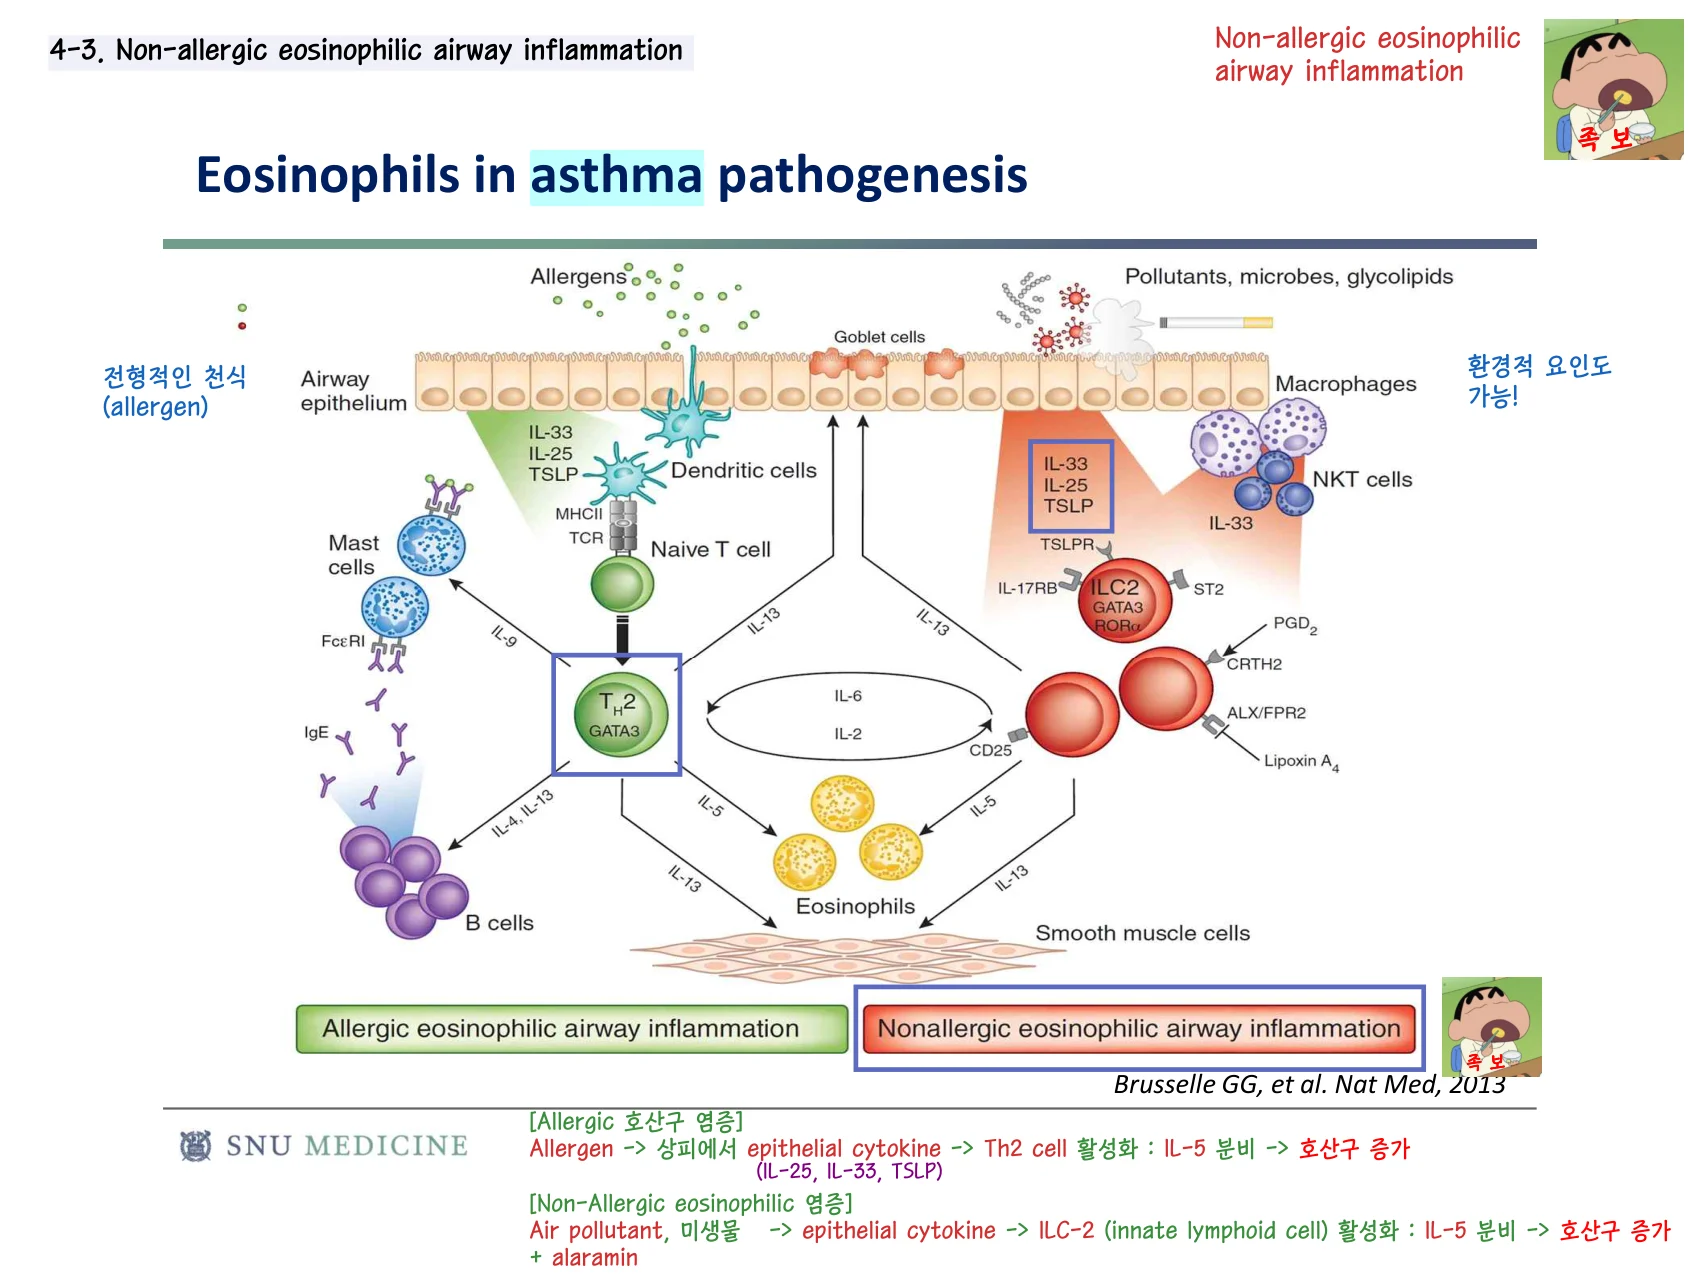 4-3. Non-allergic eosinophilic airway inflammation
Non-allergic eosinophilic
airway inflammation
족보
Eosinophils in asthma pathogenesis
Allergens
Pollutants, microbes, glycolipids
Goblet cells
전형적인 천식
(allergen)
환경적 요인도
가능!
Airway
epithelium
Macrophages
IL-33
IL-25
TSLP
Dendritic cells
IL-33
IL-25
TSLP
NKT cells
IL-33
MHCII
TCR
Naive T cell
Mast
cells
TSLPR
IL-17RB
ILC2
GATA3
RORα
ST2
FcεRI
IL-9
IL-13
IL-13
PGD2
CRTH2
TH2
GATA3
IL-6
IL-2
CD25
ALX/FPR2
Lipoxin A4
IgE
IL-4, IL-13
IL-5
IL-5
IL-13
IL-13
Eosinophils
B cells
Smooth muscle cells
Allergic eosinophilic airway inflammation
Nonallergic eosinophilic airway inflammation
족보
Brusselle GG, et al. Nat Med, 2013
SNU MEDICINE
[Allergic 호산구 염증]
Allergen -> 상피에서 epithelial cytokine -> Th2 cell 활성화 : IL-5 분비 -> 호산구 증가
(IL-25, IL-33, TSLP)
[Non-Allergic eosinophilic 염증]
Air pollutant, 미생물 -> epithelial cytokine -> ILC-2 (innate lymphoid cell) 활성화 : IL-5 분비 -> 호산구 증가
+ alaramin